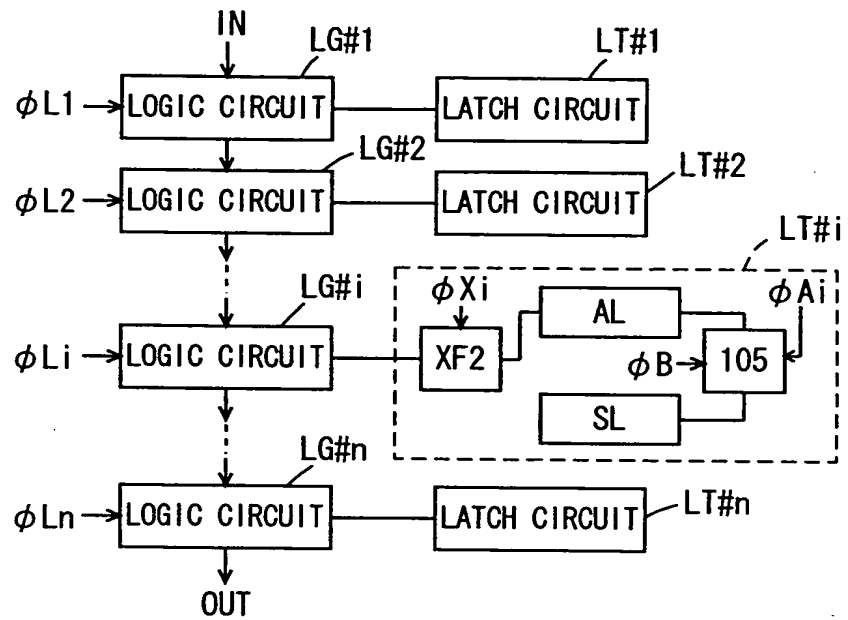 IN
LG#1
LT#1
φL1
LOGIC CIRCUIT
LATCH CIRCUIT
LG#2
LT#2
φL2
LOGIC CIRCUIT
LATCH CIRCUIT
LT#i
LG#i
φXi
AL
φAi
φLi
LOGIC CIRCUIT
XF2
φB
105
SL
LG#n
LT#n
φLn
LOGIC CIRCUIT
LATCH CIRCUIT
OUT